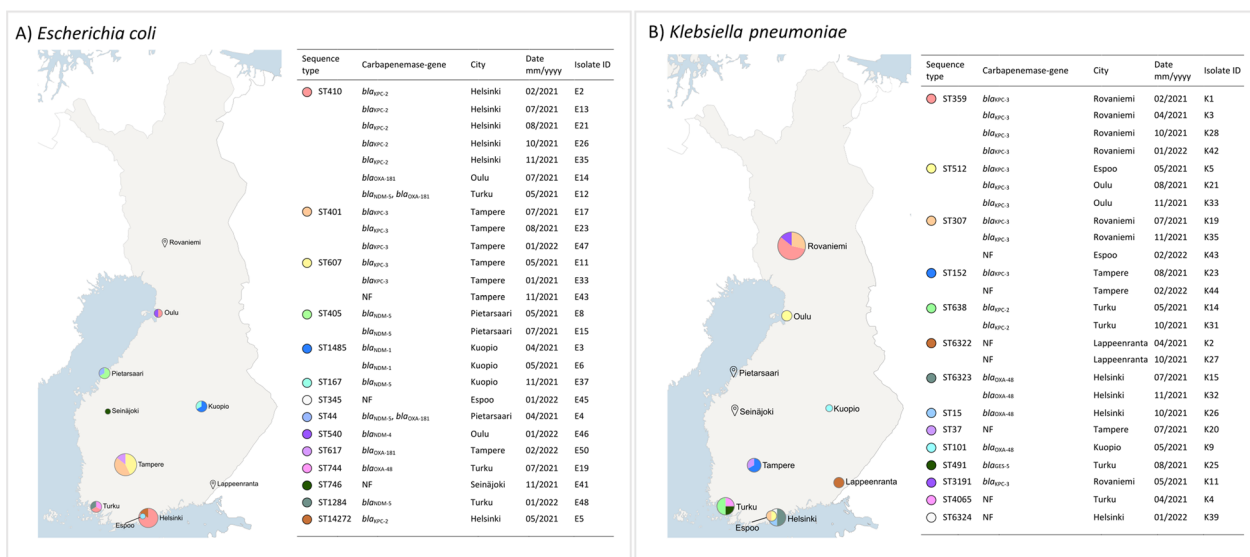 A) Escherichia coli
Rovaniemi
Oulu
Pietarsaari
Seinäjoki
Kuopio
Tampere
Lappeenranta
Turku
Espoo
Helsinki
Sequence type Carbapenemase-gene City Date mm/yyyy Isolate ID
ST410 blaKPC-2 Helsinki 02/2021 E2
blaKPC-2 Helsinki 07/2021 E13
blaKPC-2 Helsinki 08/2021 E21
blaKPC-2 Helsinki 10/2021 E26
blaKPC-2 Helsinki 11/2021 E35
blaOXA-181 Oulu 07/2021 E14
blaNDM-5, blaOXA-181 Turku 05/2021 E12
ST401 blaKPC-3 Tampere 07/2021 E17
blaKPC-3 Tampere 08/2021 E23
blaKPC-3 Tampere 01/2022 E47
ST607 blaKPC-3 Tampere 05/2021 E11
blaKPC-3 Tampere 01/2021 E33
NF Tampere 11/2021 E43
ST405 blaNDM-5 Pietarsaari 05/2021 E8
blaNDM-5 Pietarsaari 07/2021 E15
ST1485 blaNDM-1 Kuopio 04/2021 E3
blaNDM-1 Kuopio 05/2021 E6
ST167 blaNDM-5 Kuopio 11/2021 E37
ST345 NF Espoo 01/2022 E45
ST44 blaNDM-5, blaOXA-181 Pietarsaari 04/2021 E4
ST540 blaNDM-4 Oulu 01/2022 E46
ST617 blaOXA-181 Tampere 02/2022 E50
ST744 blaOXA-48 Turku 07/2021 E19
ST746 NF Seinäjoki 11/2021 E41
ST1284 blaNDM-5 Turku 01/2022 E48
ST14272 blaKPC-2 Helsinki 05/2021 E5
B) Klebsiella pneumoniae
Rovaniemi
Oulu
Pietarsaari
Seinäjoki
Kuopio
Tampere
Lappeenranta
Turku
Espoo
Helsinki
Sequence type Carbapenemase-gene City Date mm/yyyy Isolate ID
ST359 blaKPC-3 Rovaniemi 02/2021 K1
blaKPC-3 Rovaniemi 04/2021 K3
blaKPC-3 Rovaniemi 10/2021 K28
blaKPC-3 Rovaniemi 01/2022 K42
ST512 blaKPC-3 Espoo 05/2021 K5
blaKPC-3 Oulu 08/2021 K21
blaKPC-3 Oulu 11/2021 K33
ST307 blaKPC-3 Rovaniemi 07/2021 K19
blaKPC-3 Rovaniemi 11/2021 K35
NF Espoo 02/2022 K43
ST152 blaKPC-3 Tampere 08/2021 K23
NF Tampere 02/2022 K44
ST638 blaKPC-2 Turku 05/2021 K14
blaKPC-2 Turku 10/2021 K31
ST6322 NF Lappeenranta 04/2021 K2
NF Lappeenranta 10/2021 K27
ST6323 blaOXA-48 Helsinki 07/2021 K15
blaOXA-48 Helsinki 11/2021 K32
ST15 blaOXA-48 Helsinki 10/2021 K26
ST37 NF Tampere 07/2021 K20
ST101 blaOXA-48 Kuopio 05/2021 K9
ST491 blaGES-5 Turku 08/2021 K25
ST3191 blaKPC-3 Rovaniemi 05/2021 K11
ST4065 NF Turku 04/2021 K4
ST6324 NF Helsinki 01/2022 K39